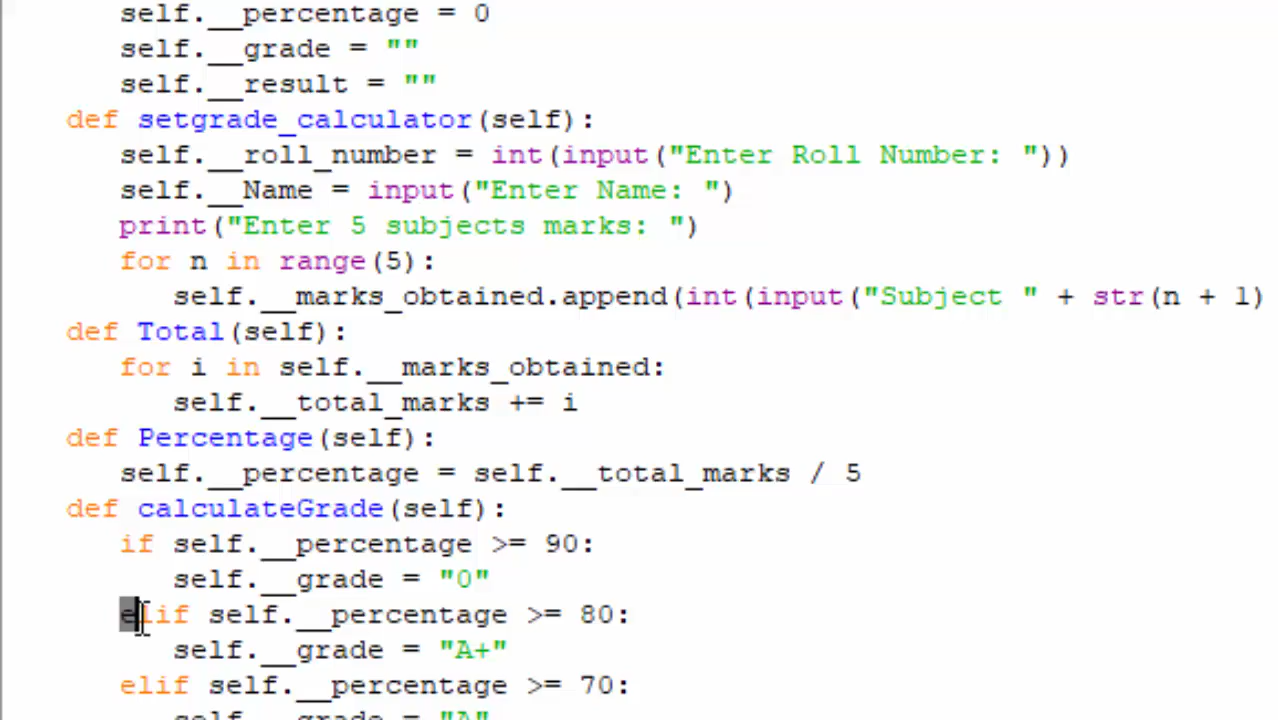 self.__percentage = 0
self.__grade = ""
self.__result = ""
def setgrade_calculator(self):
self.__roll_number = int(input("Enter Roll Number: "))
self.__Name = input("Enter Name: ")
print("Enter 5 subjects marks: ")
for n in range(5):
self.__marks_obtained.append(int(input("Subject " + str(n + 1)
def Total(self):
for i in self.__marks_obtained:
self.__total_marks += i
def Percentage(self):
self.__percentage = self.__total_marks / 5
def calculateGrade(self):
if self.__percentage >= 90:
self.__grade = "O"
elif self.__percentage >= 80:
self.__grade = "A+"
elif self.__percentage >= 70:
self.__grade = "A"